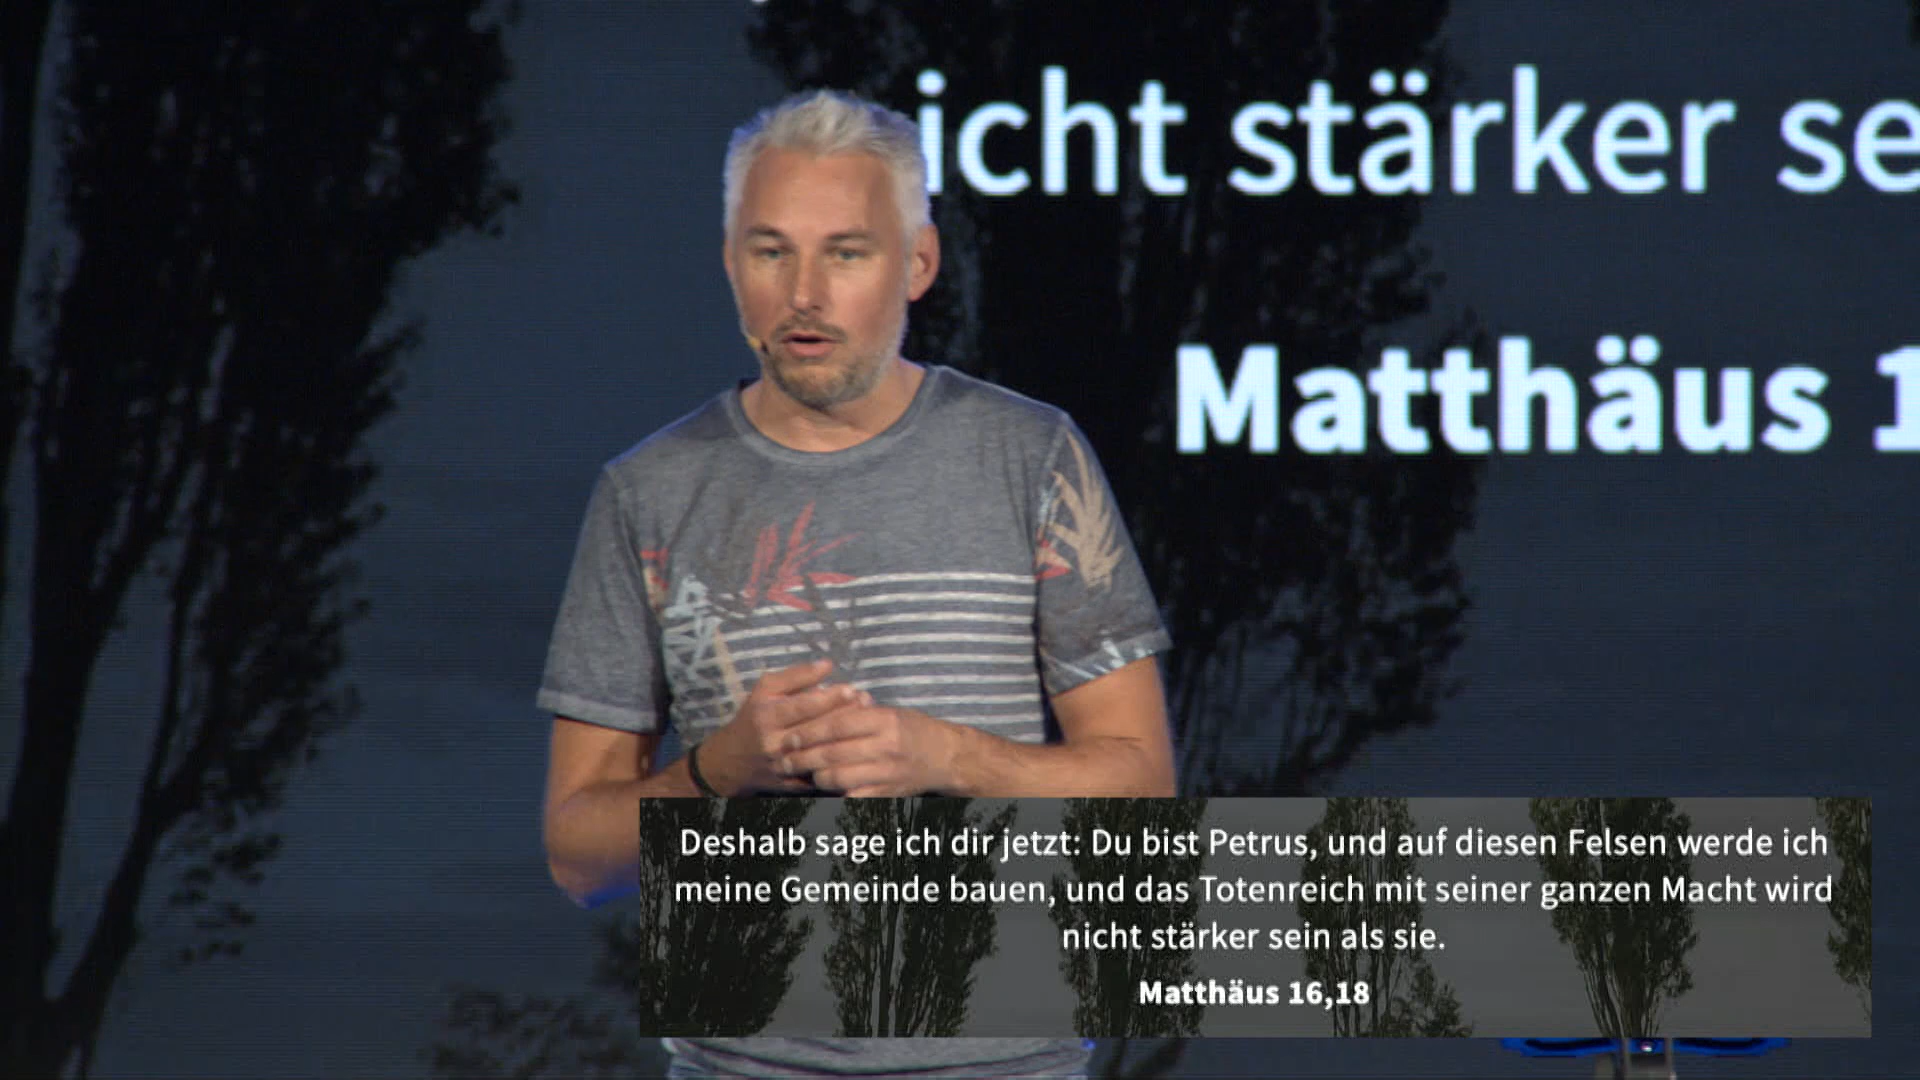 icht stärker se
Matthäus 1
Deshalb sage ich dir jetzt: Du bist Petrus, und auf diesen Felsen werde ich
meine Gemeinde bauen, und das Totenreich mit seiner ganzen Macht wird
nicht stärker sein als sie.
Matthäus 16,18